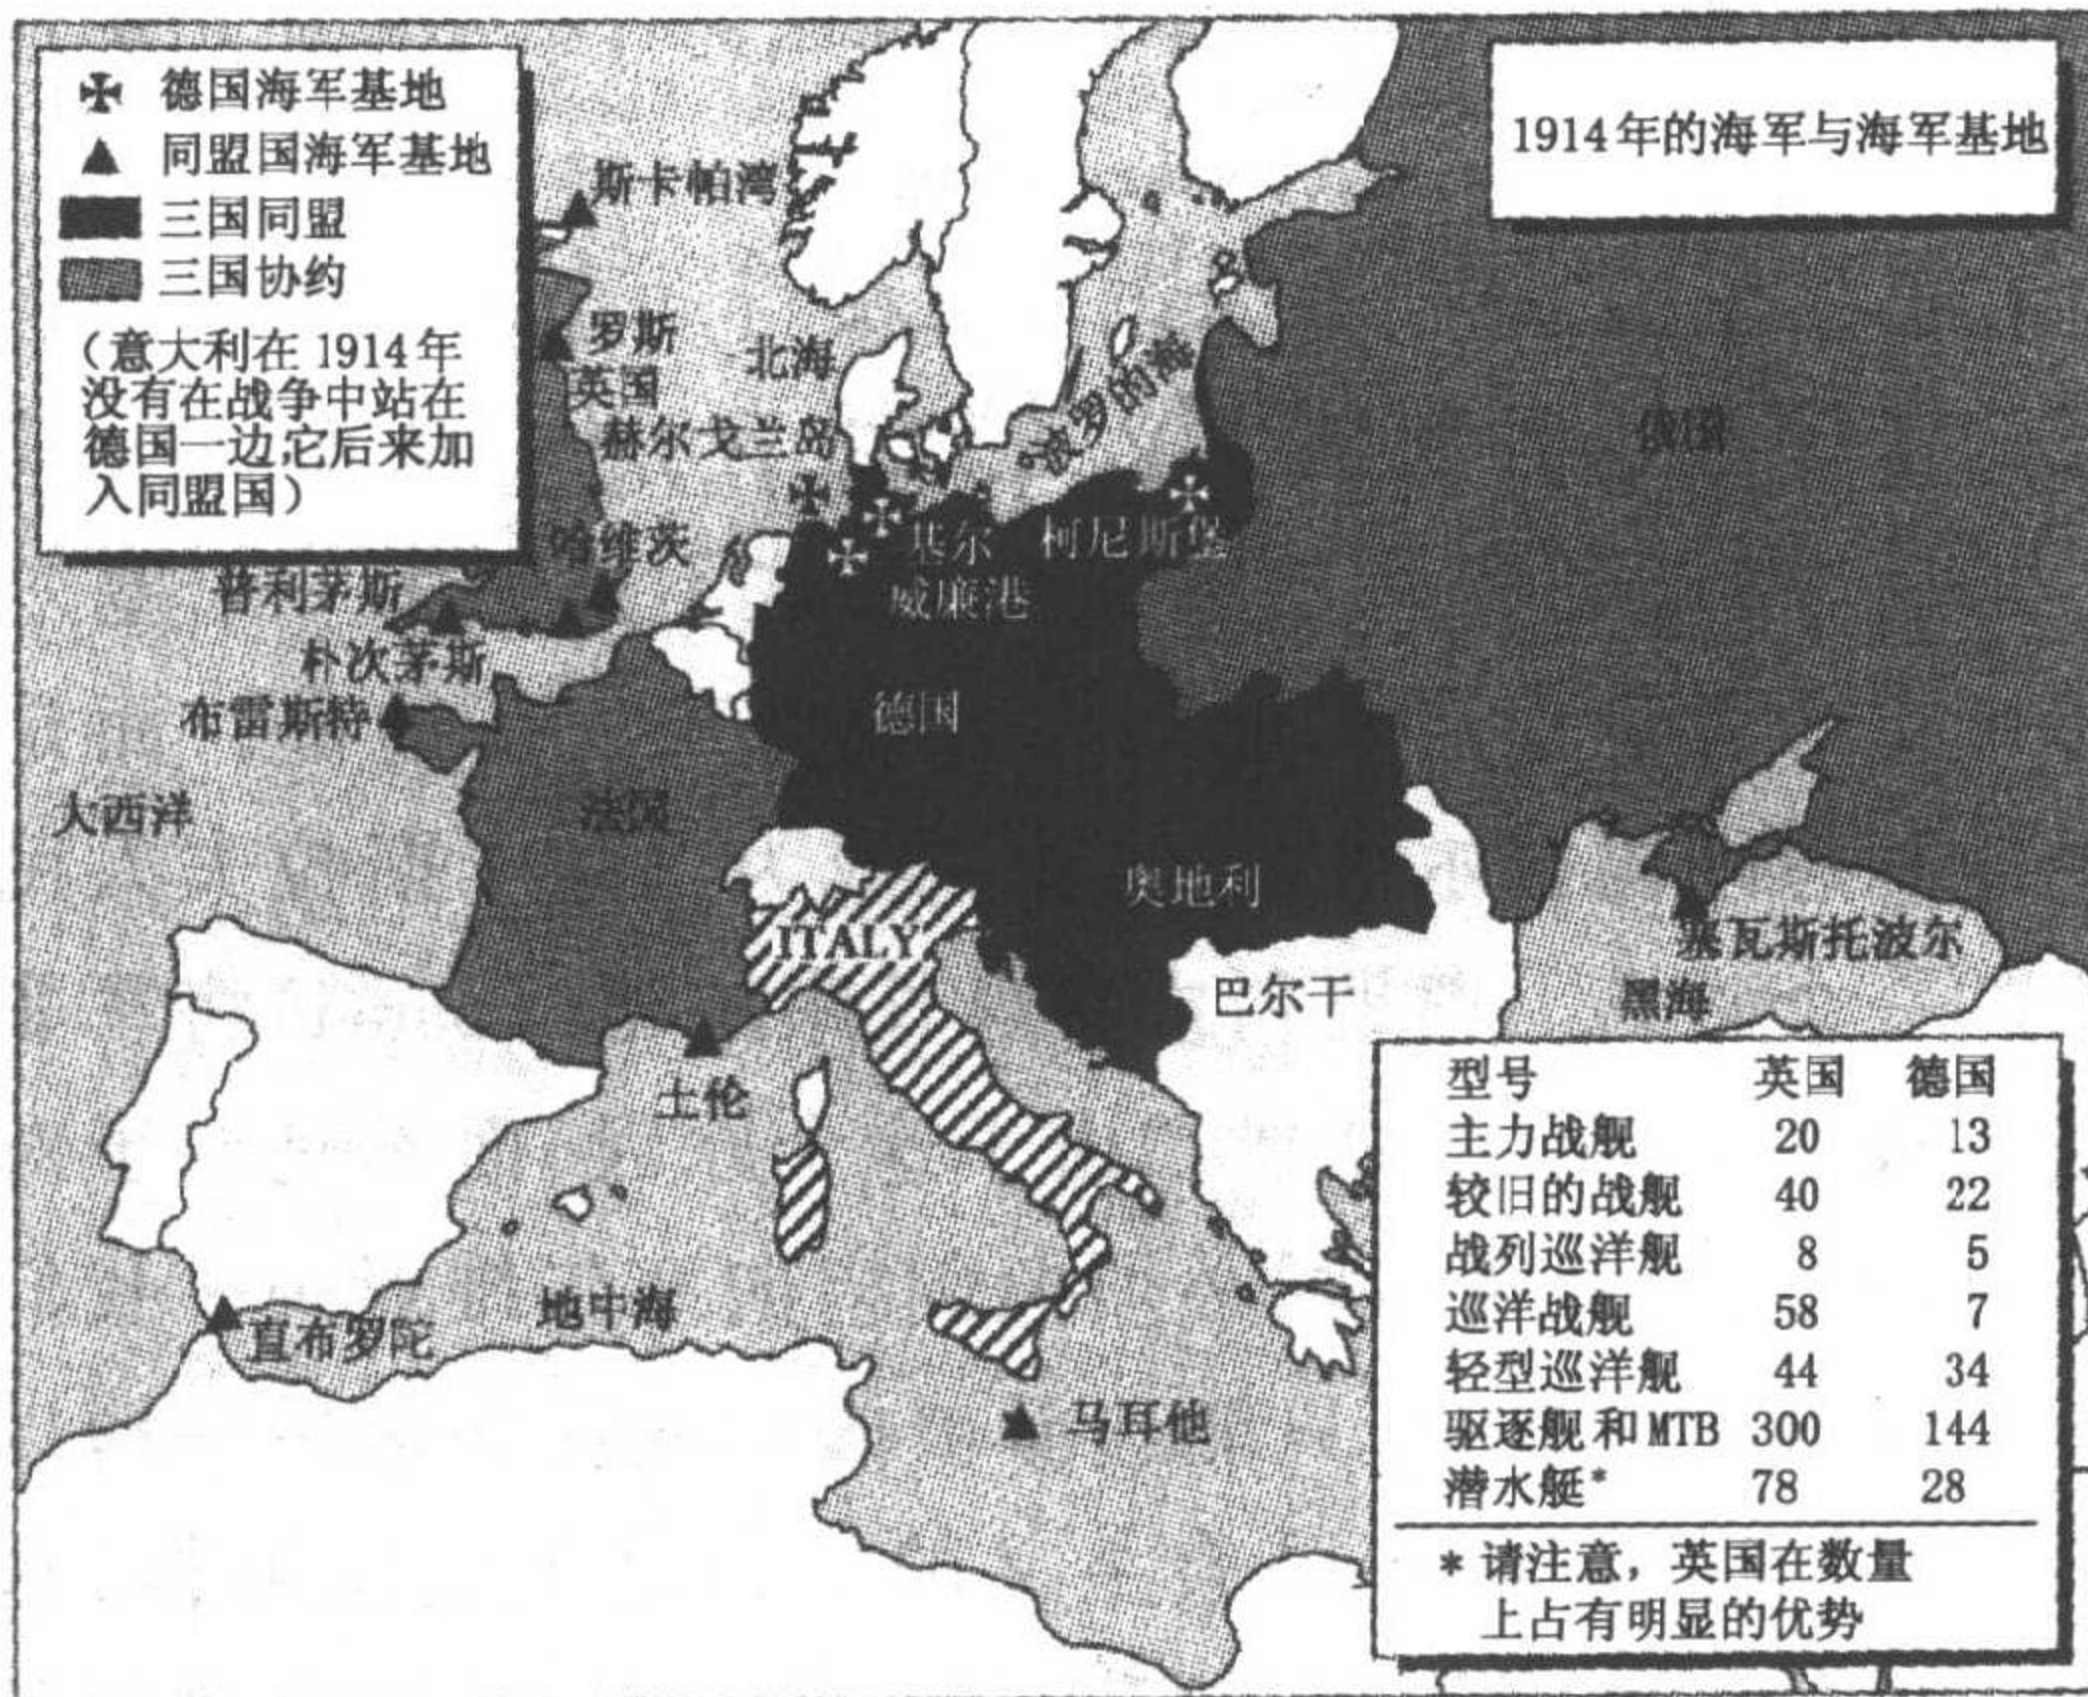 德国海军基地
同盟国海军基地
三国同盟
三国协约
（意大利在 1914 年
没有在战争中站在
德国一边,它后来加
入同盟国）
1914 年的海军与海军基地
斯卡帕湾
罗斯
英国
北海
赫尔戈兰岛
波罗的海
俄国
哈维茨
基尔
柯尼斯堡
威廉港
普利茅斯
朴次茅斯
布雷斯特
德国
大西洋
法国
奥地利
ITALY
塞瓦斯托波尔
巴尔干
黑海
土伦
地中海
直布罗陀
马耳他
型号 英国 德国
主力战舰 20 13
较旧的战舰 40 22
战列巡洋舰 8 5
巡洋战舰 58 7
轻型巡洋舰 44 34
驱逐舰和MTB 300 144
潜水艇* 78 28
* 请注意，英国在数量
上占有明显的优势